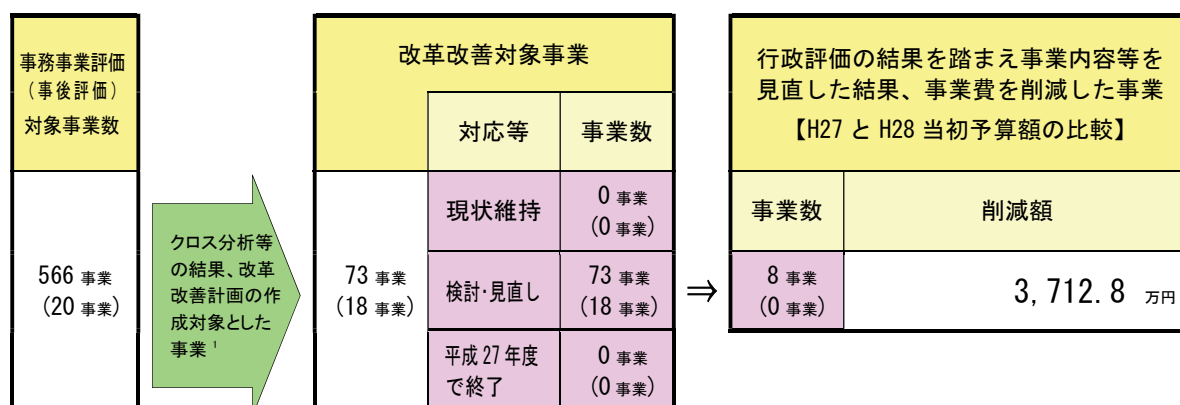 事務事業評価
（事後評価）
対象事業数
566 事業
(20 事業)
クロス分析等
の結果、改革
改善計画の作
成対象とした
事業 1
改革改善対象事業
対応等
事業数
73 事業
(18 事業)
現状維持
0 事業
(0 事業)
検討・見直し
73 事業
(18 事業)
平成 27 年度
で終了
0 事業
(0 事業)
⇒
行政評価の結果を踏まえ事業内容等を
見直した結果、事業費を削減した事業
【H27 と H28 当初予算額の比較】
事業数
削減額
8 事業
(0 事業)
3,712.8 万円